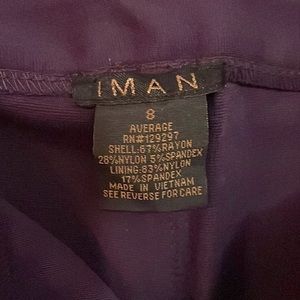 IMAN
8
AVERAGE
RN#129297
SHELL:67%RAYON
28%NYLON 5%SPANDEX
LINING:83%NYLON
17%SPANDEX
MADE IN VIETNAM
SEE REVERSE FOR CARE